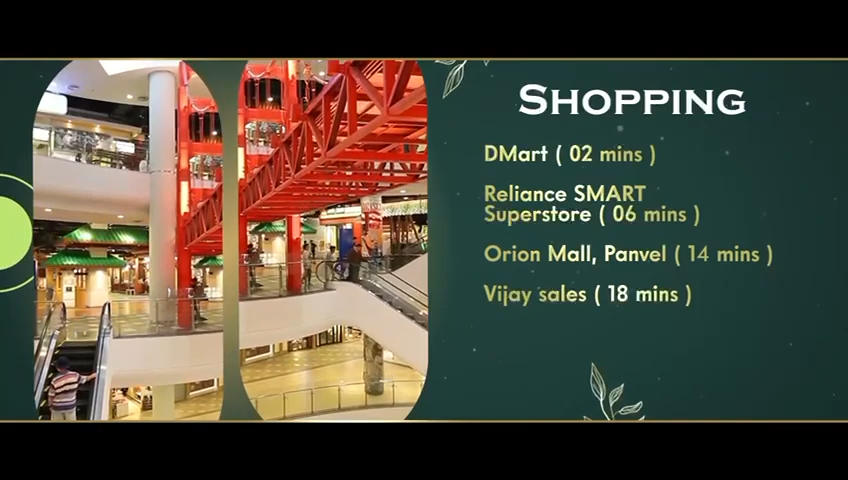 SHOPPING
DMart ( 02 mins )
Reliance SMART
Superstore ( 06 mins )
Orion Mall, Panvel ( 14 mins )
Vijay sales ( 18 mins )